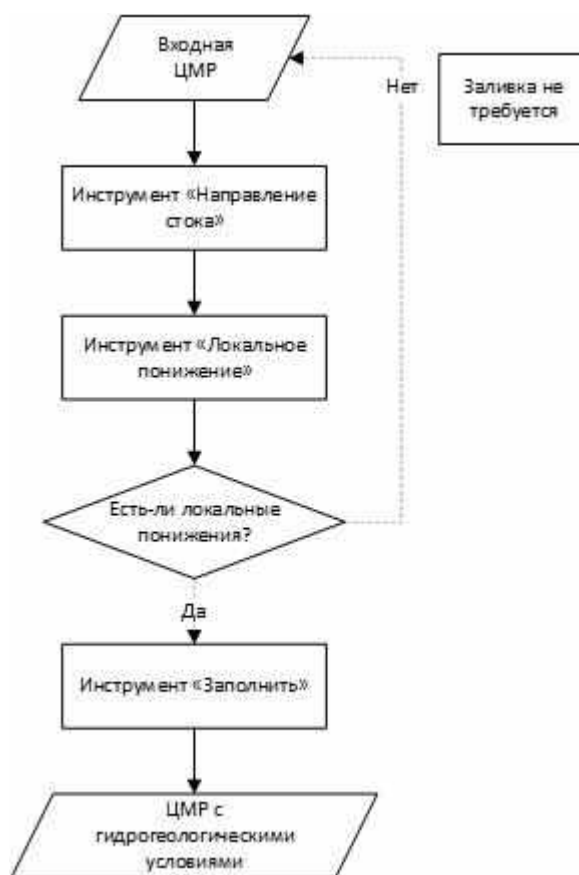 Входная
ЦМР
Нет
Заливка не
требуется
Инструмент «Направление
стока»
Инструмент «Локальное
понижение»
Есть-ли локальные
понижения?
Да
Инструмент «Заполнить»
ЦМР с
гидрогеологическими
условиями